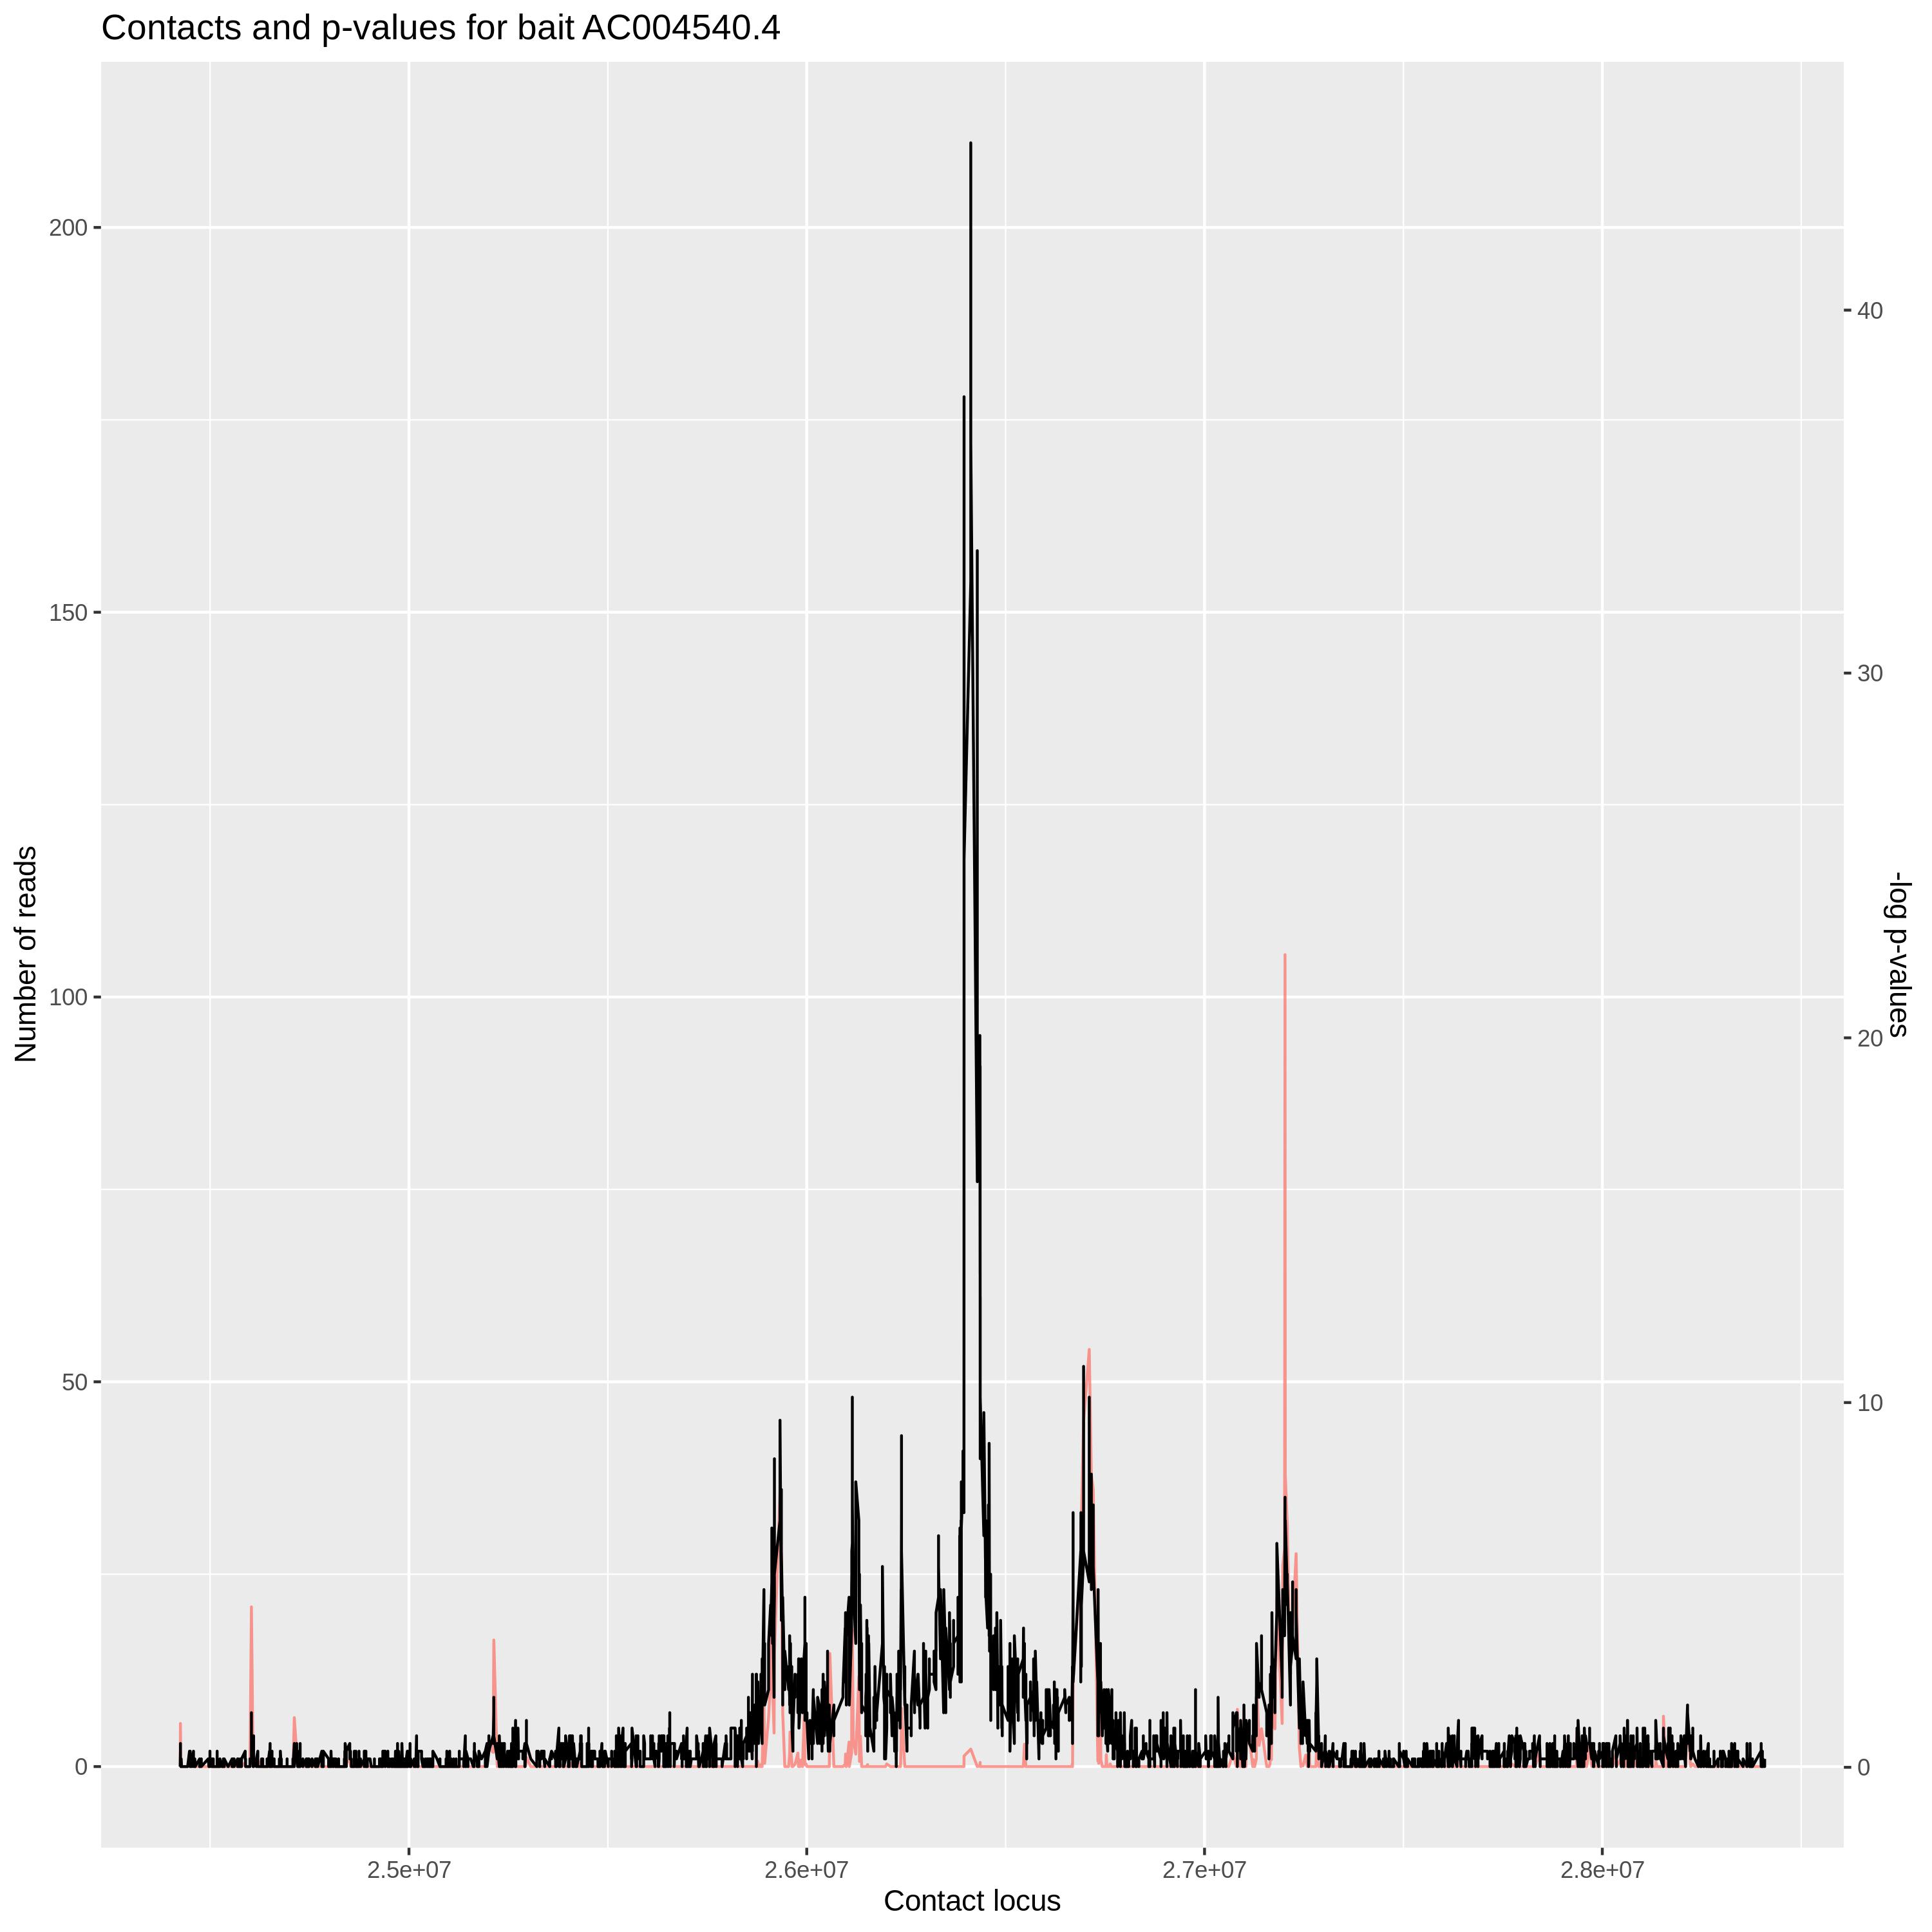 Contacts and p-values for bait AC004540.4
200
150
100
50
0
Number of reads
40
30
20
10
0
-log p-values
2.5e+07 2.6e+07 2.7e+07 2.8e+07
Contact locus